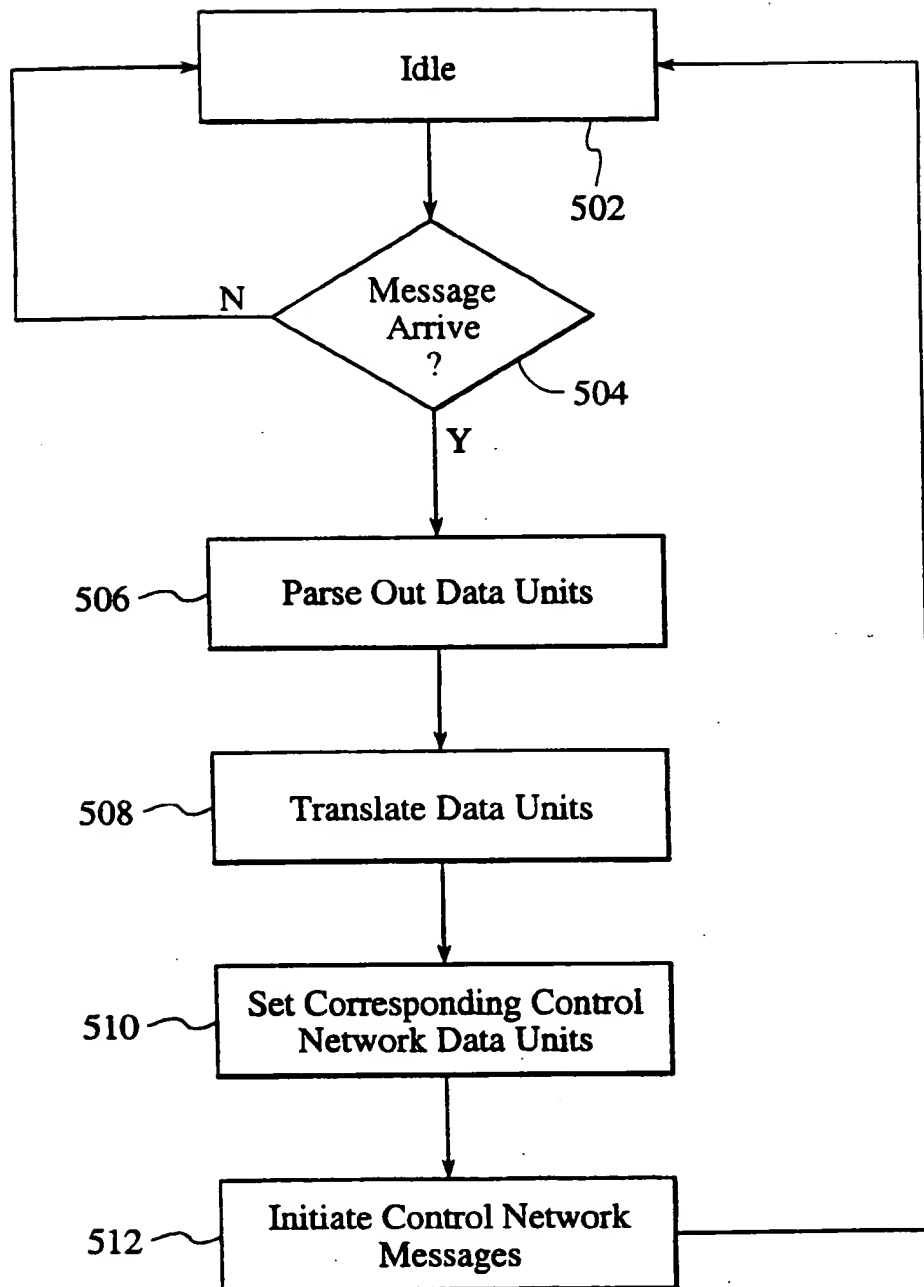 Idle
502
N
Message
Arrive
?
504
Y
506
Parse Out Data Units
508
Translate Data Units
510
Set Corresponding Control
Network Data Units
512
Initiate Control Network
Messages